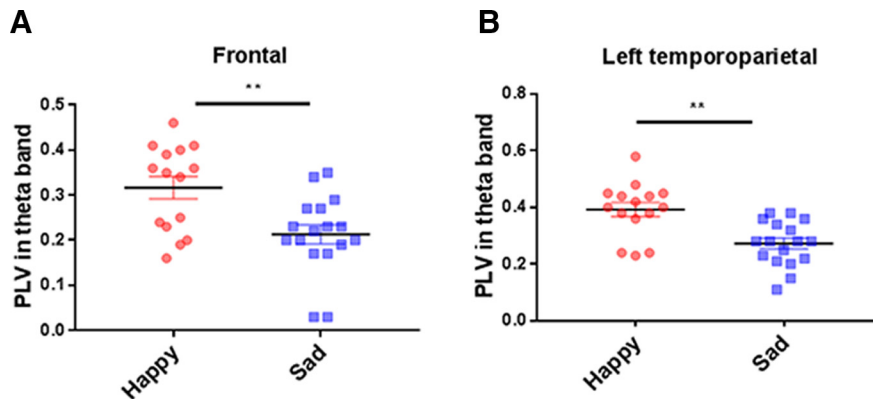 A
Frontal
**
PLV in theta band
0.5
0.4
0.3
0.2
0.1
0.0
Happy
Sad
B
Left temporoparietal
**
PLV in theta band
0.8
0.6
0.4
0.2
0.0
Happy
Sad